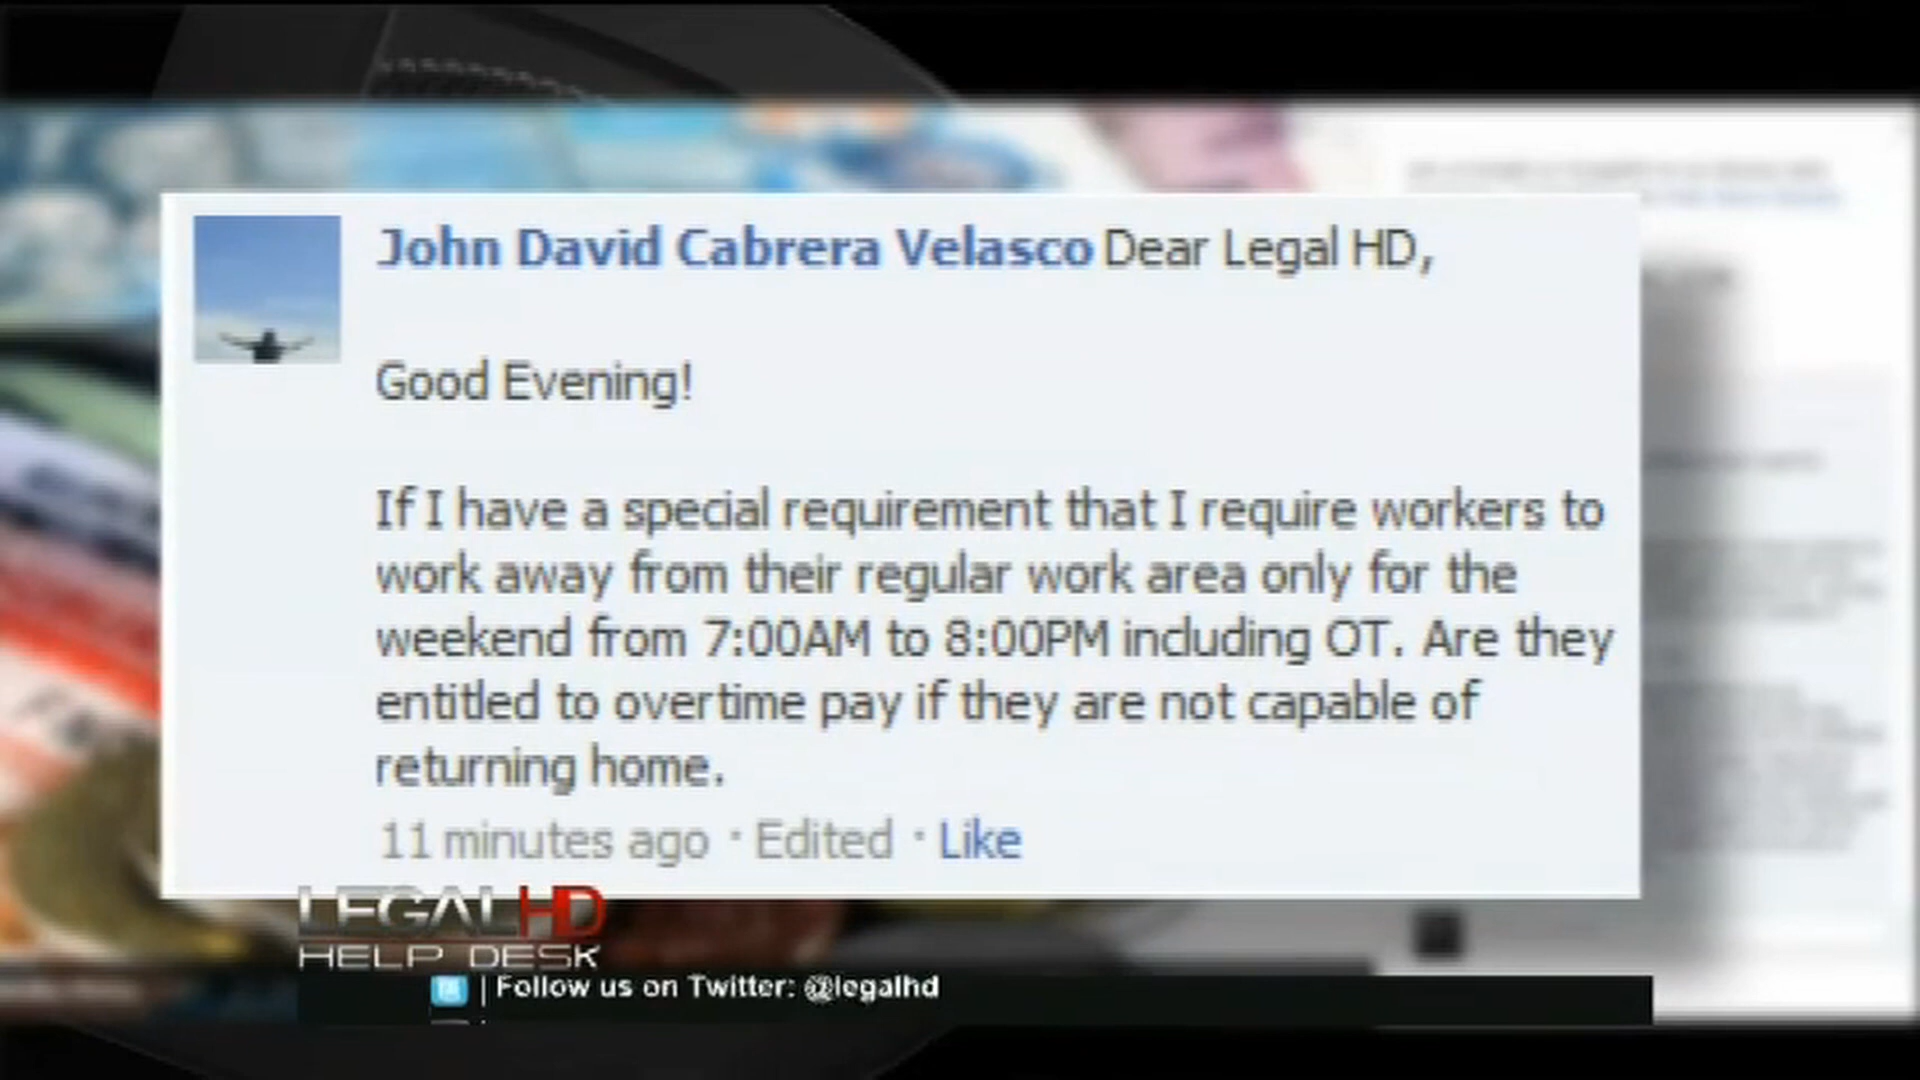 John David Cabrera Velasco Dear Legal HD,
Good Evening!
If I have a special requirement that I require workers to
work away from their regular work area only for the
weekend from 7:00AM to 8:00PM including OT. Are they
entitled to overtime pay if they are not capable of
returning home.
11 minutes ago · Edited · Like
LEGALHD
HELP DESK
| Follow us on Twitter: @legalhd